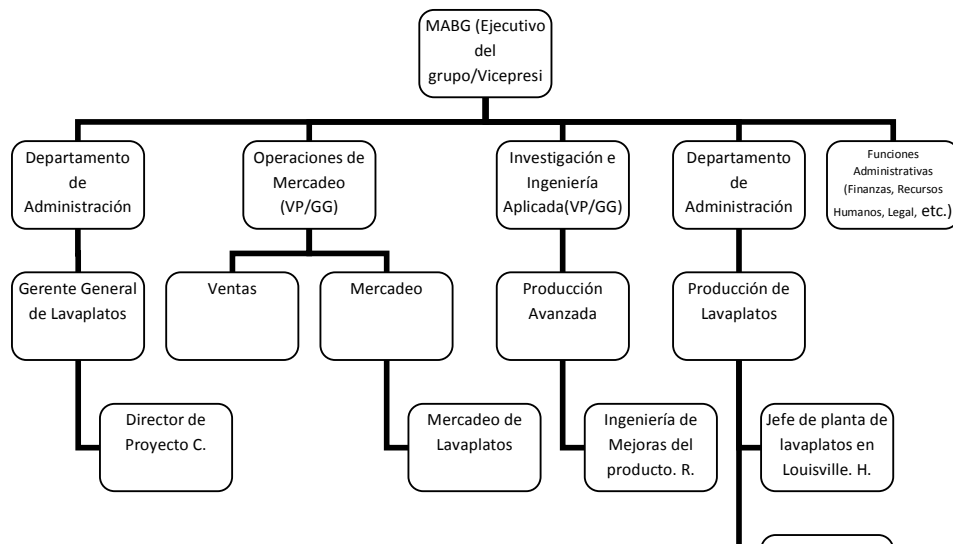 MABG (Ejecutivo
del
grupo/Vicepresi
Departamento
de
Administración
Operaciones de
Mercadeo
(VP/GG)
Investigación e
Ingeniería
Aplicada(VP/GG)
Departamento
de
Administración
Funciones
Administrativas
(Finanzas, Recursos
Humanos, Legal, etc.)
Gerente General
de Lavaplatos
Ventas
Mercadeo
Producción
Avanzada
Producción de
Lavaplatos
Director de
Proyecto C.
Mercadeo de
Lavaplatos
Ingeniería de
Mejoras del
producto. R.
Jefe de planta de
lavaplatos en
Louisville. H.